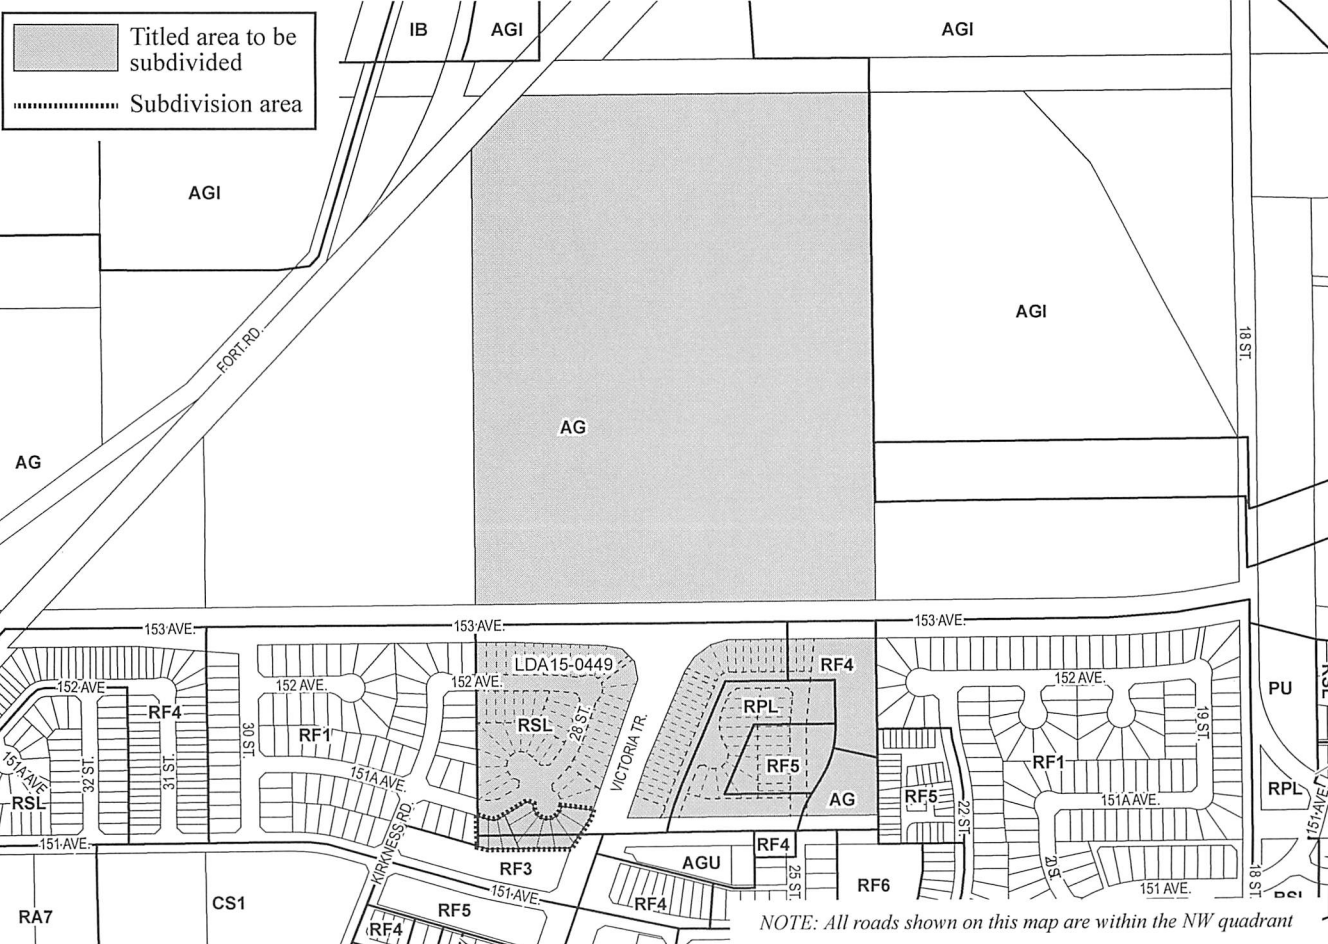 Titled area to be
subdivided
Subdivision area
IB
AGI
AGI
AGI
FORT RD.
18 ST.
AGI
AG
AG
153 AVE.
153 AVE.
153 AVE.
LDA15-0449
152 AVE
152 AVE.
152 AVE.
152 AVE.
RF4
RF4
RSL
28 ST.
VICTORIA TR.
RPL
RF5
AG
RF1
30 ST.
31 ST.
32 ST.
151A AVE
RSL
151A AVE.
KIRKNESS RD.
151 AVE.
19 ST.
PU
RSL
RF1
RF5
22 ST.
151A AVE.
RPL
151 AVE.
RF4
AGU
RF3
25 ST.
RF6
20 ST.
151 AVE.
18 ST.
RSL
RA7
CS1
151 AVE.
RF5
RF4
RF4
NOTE: All roads shown on this map are within the NW quadrant